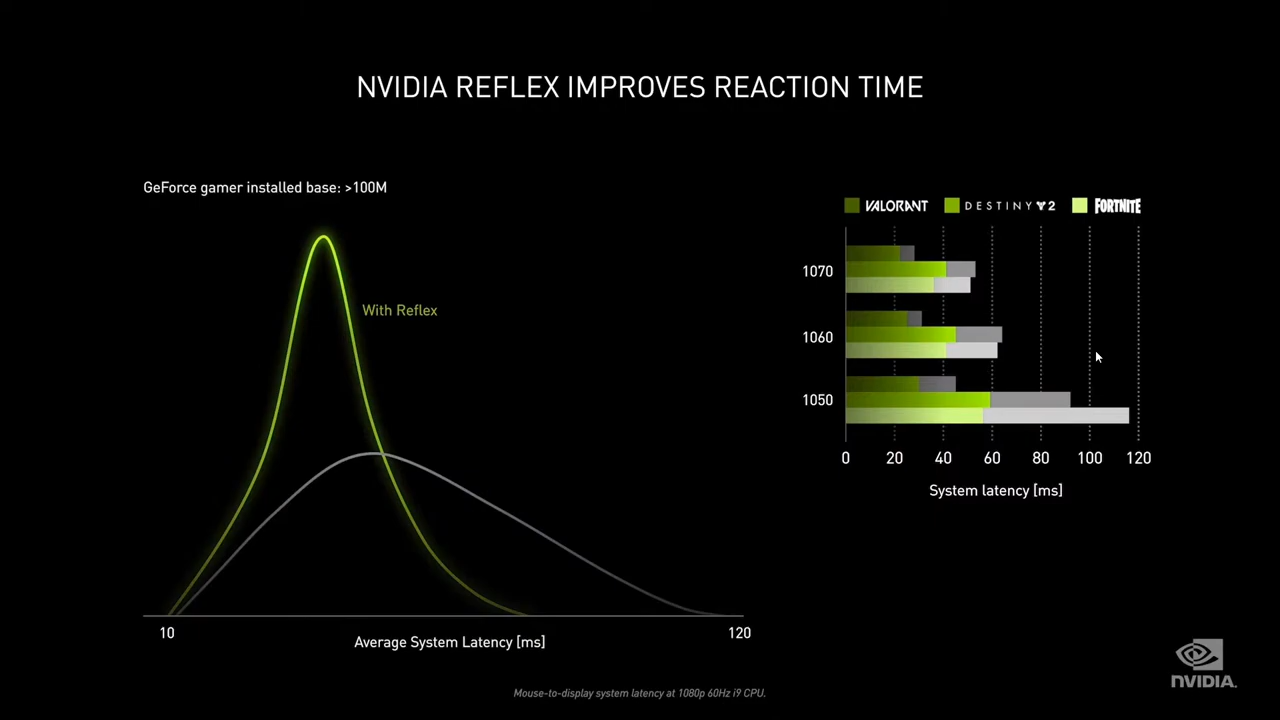 NVIDIA REFLEX IMPROVES REACTION TIME
GeForce gamer installed base: >100M
With Reflex
10
120
Average System Latency [ms]
VALORANT DESTINY 2 FORTNITE
1070
1060
1050
0 20 40 60 80 100 120
System latency [ms]
Mouse-to-display system latency at 1080p 60Hz i9 CPU.
NVIDIA.